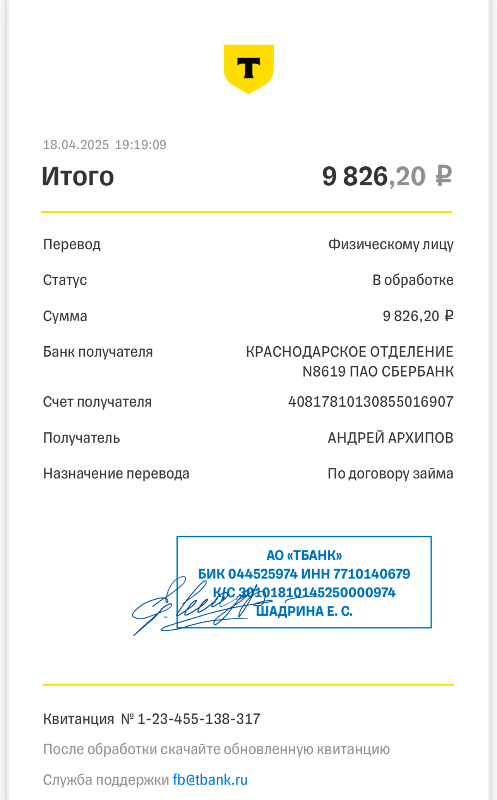 Т
18.04.2025 19:19:09
Итого 9 826,20 ₽
Перевод Физическому лицу
Статус В обработке
Сумма 9 826,20 ₽
Банк получателя КРАСНОДАРСКОЕ ОТДЕЛЕНИЕ
N8619 ПАО СБЕРБАНК
Счет получателя 40817810130855016907
Получатель АНДРЕЙ АРХИПОВ
Назначение перевода По договору займа
АО «ТБАНК»
БИК 044525974 ИНН 7710140679
К/С 30101810145250000974
ШАДРИНА Е. С.
Квитанция № 1-23-455-138-317
После обработки скачайте обновленную квитанцию
Служба поддержки fb@tbank.ru